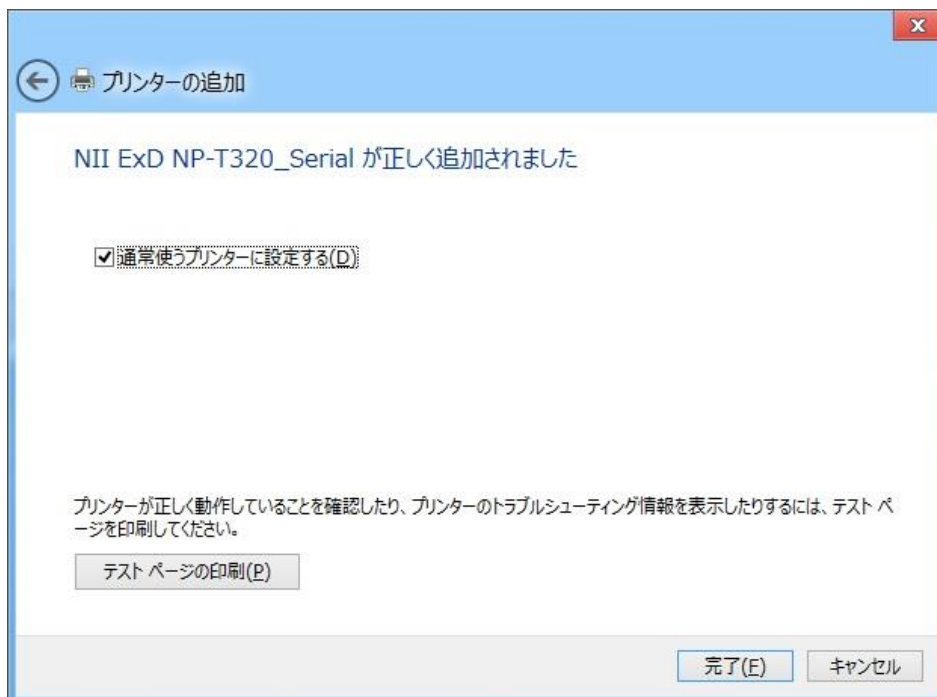 プリンターの追加
NII ExD NP-T320_Serial が正しく追加されました
通常使うプリンターに設定する(D)
プリンターが正しく動作していることを確認したり、プリンターのトラブルシューティング情報を表示したりするには、テスト ペ
ージを印刷してください。
テスト ページの印刷(P)
完了(F) キャンセル